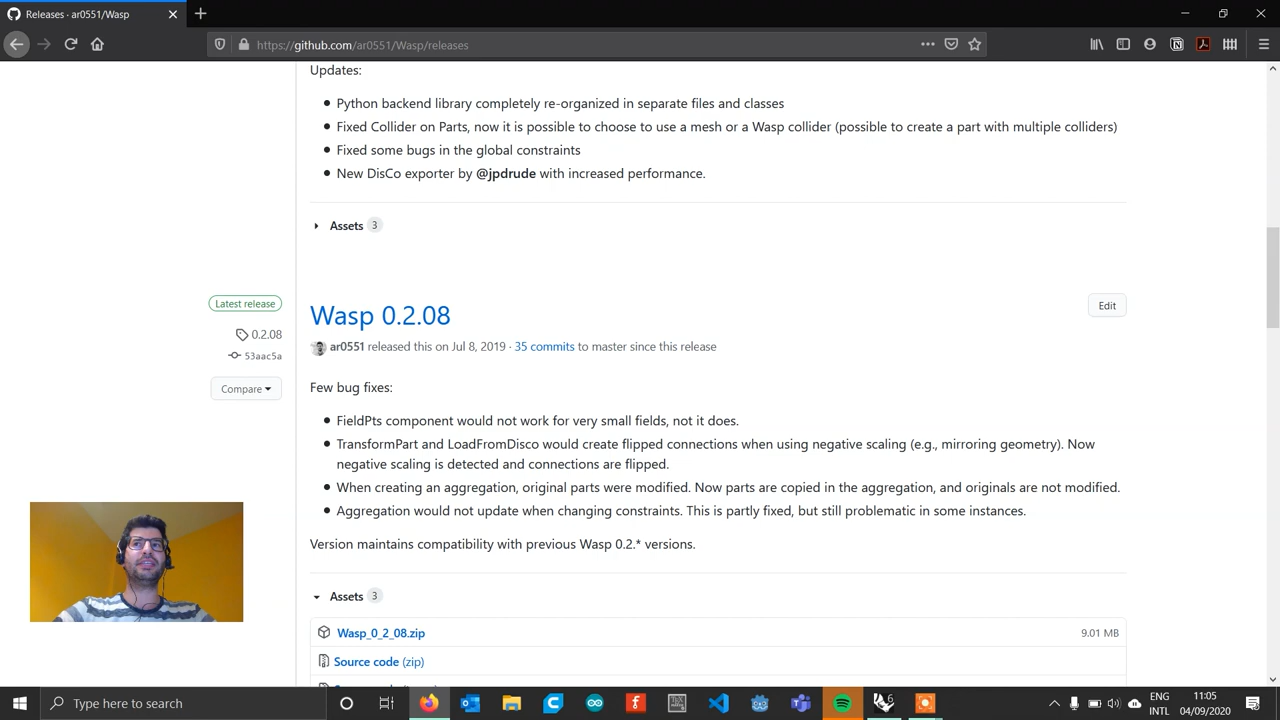 Releases · ar0551/Wasp
https://github.com/ar0551/Wasp/releases
Updates:
Python backend library completely re-organized in separate files and classes
Fixed Collider on Parts, now it is possible to choose to use a mesh or a Wasp collider (possible to create a part with multiple colliders)
Fixed some bugs in the global constraints
New DisCo exporter by @jpdrude with increased performance.
Assets 3
Latest release
0.2.08
53aac5a
Compare
Wasp 0.2.08
Edit
ar0551 released this on Jul 8, 2019 · 35 commits to master since this release
Few bug fixes:
FieldPts component would not work for very small fields, not it does.
TransformPart and LoadFromDisco would create flipped connections when using negative scaling (e.g., mirroring geometry). Now
negative scaling is detected and connections are flipped.
When creating an aggregation, original parts were modified. Now parts are copied in the aggregation, and originals are not modified.
Aggregation would not update when changing constraints. This is partly fixed, but still problematic in some instances.
Version maintains compatibility with previous Wasp 0.2.* versions.
Assets 3
Wasp_0_2_08.zip
9.01 MB
Source code (zip)
Type here to search
ENG
INTL
11:05
04/09/2020